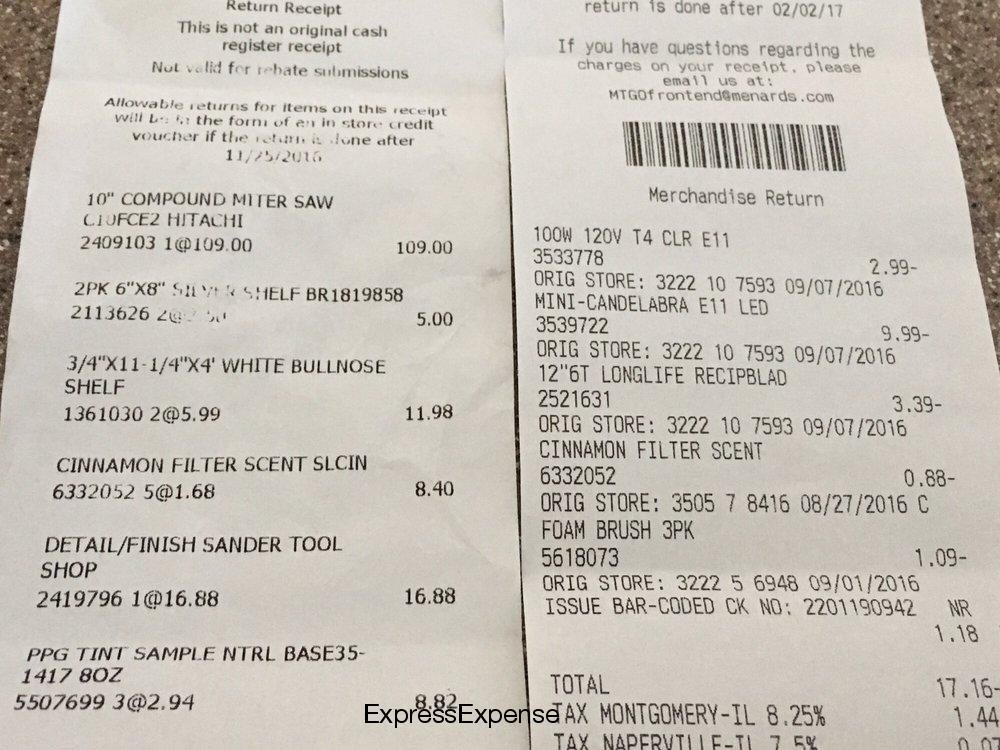 Return Receipt
This is not an original cash
register receipt
Not valid for rebate submissions
Allowable returns for items on this receipt
will be in the form of an in store credit
voucher if the return is done after
11/25/2016
10" COMPOUND MITER SAW
C10FCE2 HITACHI
2409103 1@109.00 109.00
2PK 6"X8" SILVER SHELF BR1819858
2113626 2@2.50 5.00
3/4"X11-1/4"X4' WHITE BULLNOSE
SHELF
1361030 2@5.99 11.98
CINNAMON FILTER SCENT SLCIN
6332052 5@1.68 8.40
DETAIL/FINISH SANDER TOOL
SHOP
2419796 1@16.88 16.88
PPG TINT SAMPLE NTRL BASE35-
1417 8OZ
5507699 3@2.94 8.82
return is done after 02/02/17
If you have questions regarding the
charges on your receipt, please
email us at:
MTGOfrontend@menards.com
Merchandise Return
100W 120V T4 CLR E11
3533778 2.99-
ORIG STORE: 3222 10 7593 09/07/2016
MINI-CANDELABRA E11 LED
3539722 9.99-
ORIG STORE: 3222 10 7593 09/07/2016
12"6T LONGLIFE RECIPBLAD
2521631 3.39-
ORIG STORE: 3222 10 7593 09/07/2016
CINNAMON FILTER SCENT
6332052 0.88-
ORIG STORE: 3505 7 8416 08/27/2016 C
FOAM BRUSH 3PK
5618073 1.09-
ORIG STORE: 3222 5 6948 09/01/2016
ISSUE BAR-CODED CK NO: 2201190942 NR
1.18
TOTAL 17.16-
TAX MONTGOMERY-IL 8.25% 1.44
TAX NAPERVILLE-IL 7.5% 0.07
ExpressExpense